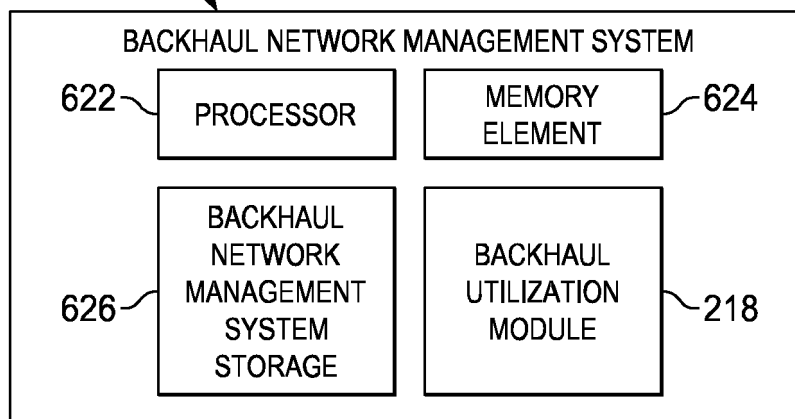 BACKHAUL NETWORK MANAGEMENT SYSTEM
622
PROCESSOR
MEMORY
ELEMENT
624
626
BACKHAUL
NETWORK
MANAGEMENT
SYSTEM
STORAGE
BACKHAUL
UTILIZATION
MODULE
218